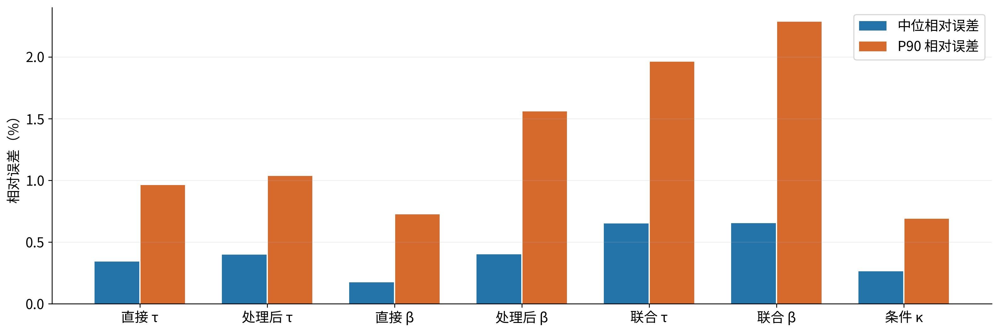 中位相对误差
P90 相对误差
相对误差（%）
2.0
1.5
1.0
0.5
0.0
直接 τ
处理后 τ
直接 β
处理后 β
联合 τ
联合 β
条件 κ